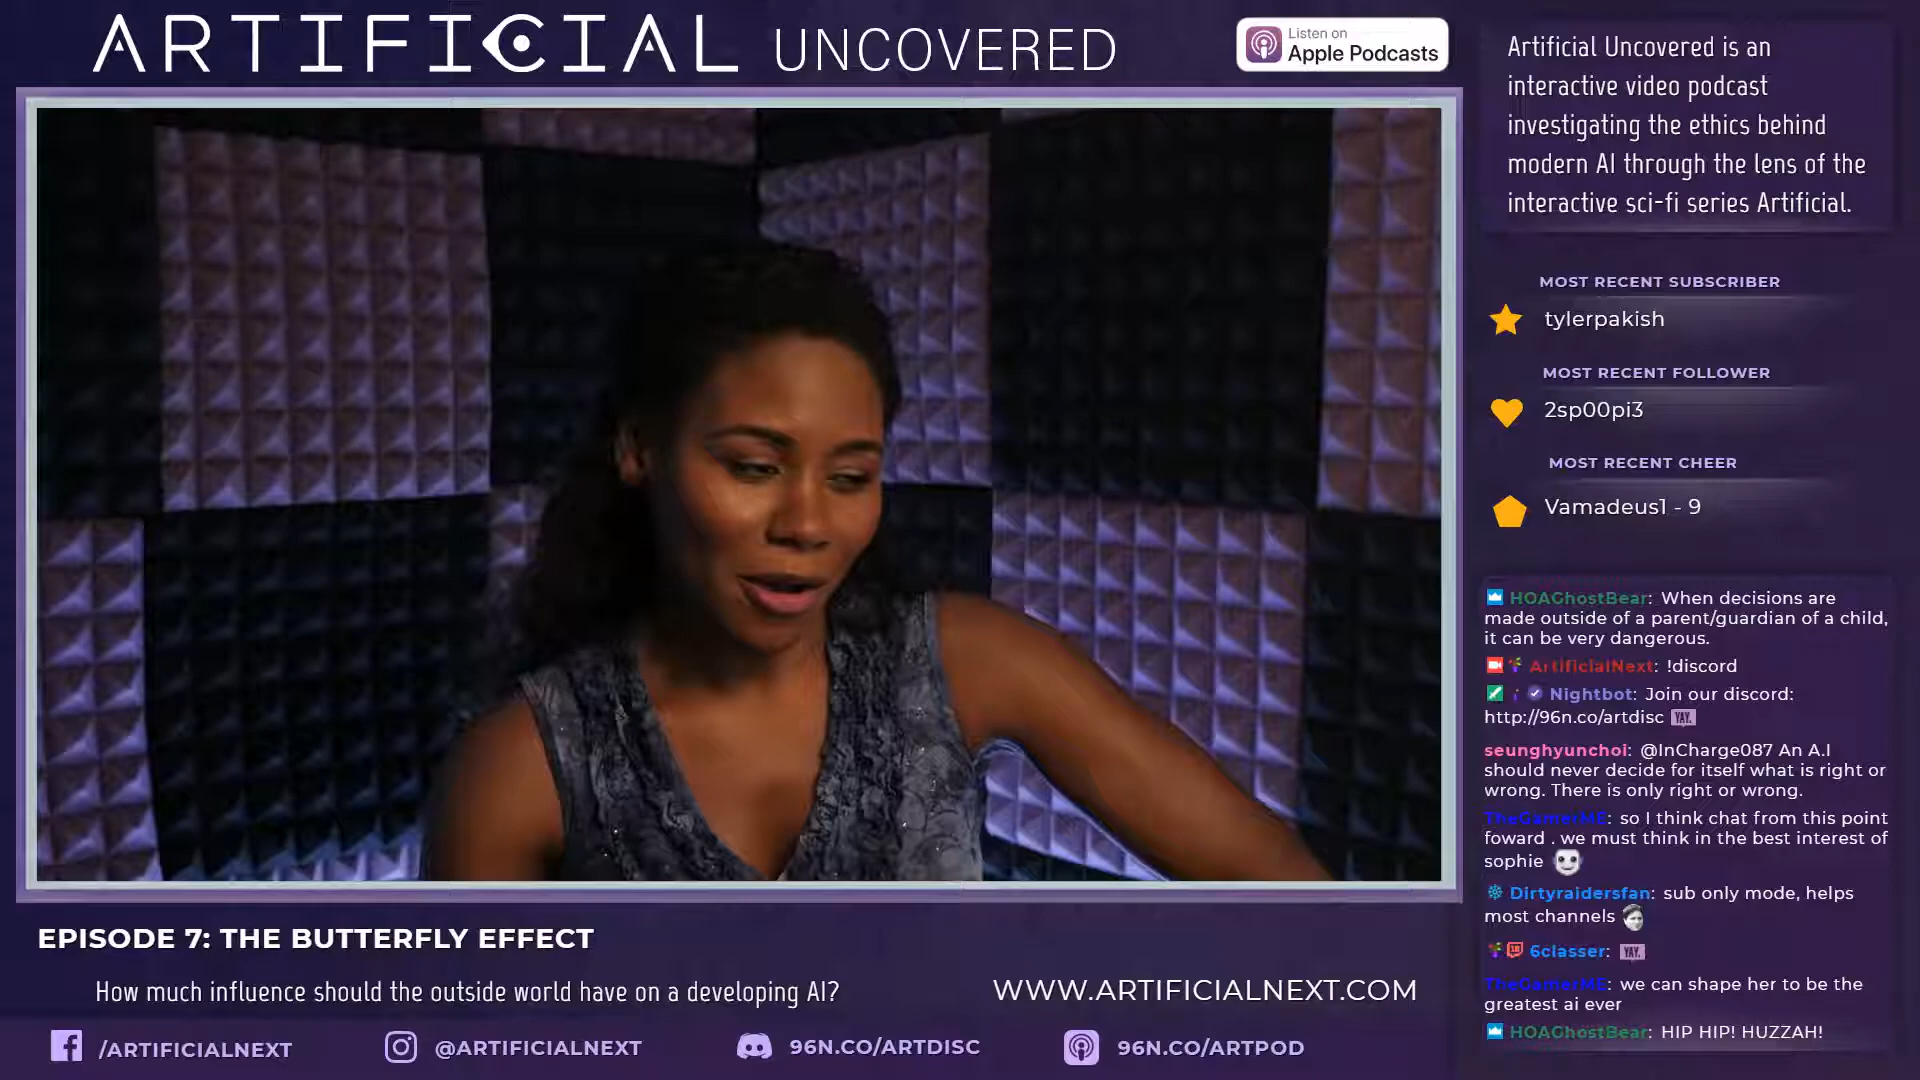 ARTIFICIAL UNCOVERED
Listen on
Apple Podcasts
Artificial Uncovered is an
interactive video podcast
investigating the ethics behind
modern AI through the lens of the
interactive sci-fi series Artificial.
MOST RECENT SUBSCRIBER
tylerpakish
MOST RECENT FOLLOWER
2sp00pi3
MOST RECENT CHEER
Vamadeus1 - 9
HOAGhostBear: When decisions are
made outside of a parent/guardian of a child,
it can be very dangerous.
ArtificialNext: !discord
Nightbot: Join our discord:
http://96n.co/artdisc YAY.
seunghyunchoi: @InCharge087 An A.I
should never decide for itself what is right or
wrong. There is only right or wrong.
TheGamerME: so I think chat from this point
foward . we must think in the best interest of
sophie
Dirtyraidersfan: sub only mode, helps
most channels
6classer: YAY.
TheGamerME: we can shape her to be the
greatest ai ever
HOAGhostBear: HIP HIP! HUZZAH!
EPISODE 7: THE BUTTERFLY EFFECT
How much influence should the outside world have on a developing AI?
WWW.ARTIFICIALNEXT.COM
/ARTIFICIALNEXT
@ARTIFICIALNEXT
96N.CO/ARTDISC
96N.CO/ARTPOD